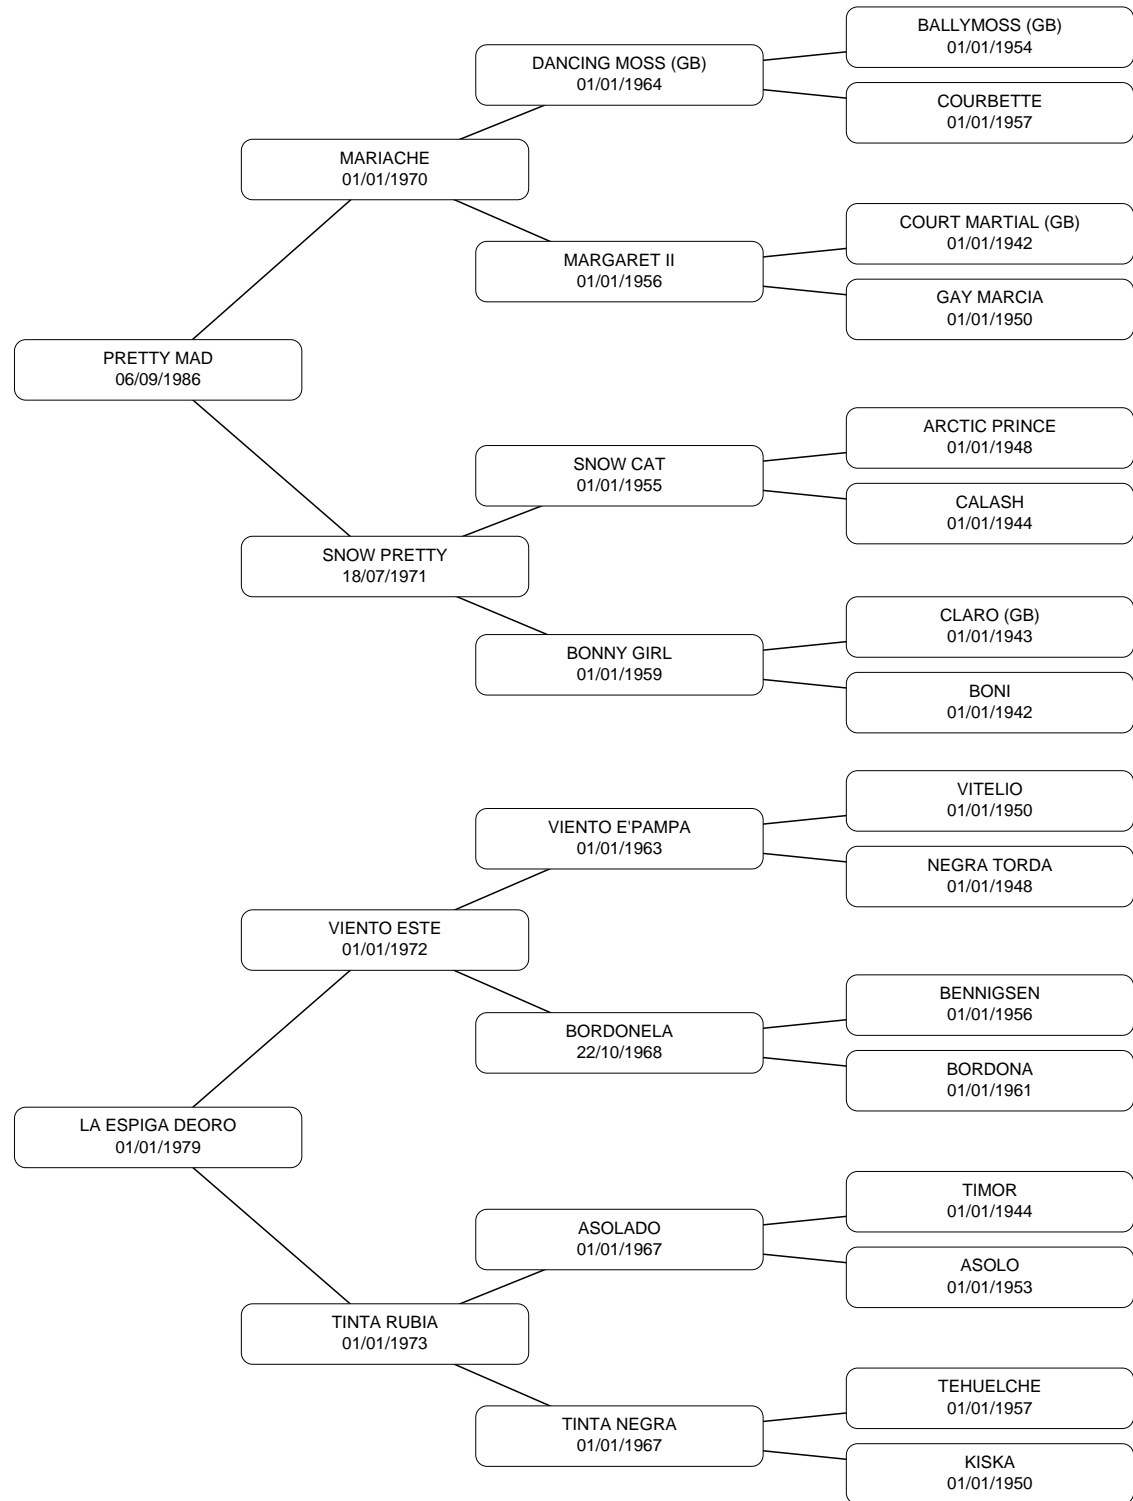 BALLYMOSS (GB)
01/01/1954
DANCING MOSS (GB)
01/01/1964
COURBETTE
01/01/1957
MARIACHE
01/01/1970
COURT MARTIAL (GB)
01/01/1942
MARGARET II
01/01/1956
GAY MARCIA
01/01/1950
PRETTY MAD
06/09/1986
ARCTIC PRINCE
01/01/1948
SNOW CAT
01/01/1955
CALASH
01/01/1944
SNOW PRETTY
18/07/1971
CLARO (GB)
01/01/1943
BONNY GIRL
01/01/1959
BONI
01/01/1942
VITELIO
01/01/1950
VIENTO E'PAMPA
01/01/1963
NEGRA TORDA
01/01/1948
VIENTO ESTE
01/01/1972
BENNIGSEN
01/01/1956
BORDONELA
22/10/1968
BORDONA
01/01/1961
LA ESPIGA DEORO
01/01/1979
TIMOR
01/01/1944
ASOLADO
01/01/1967
ASOLO
01/01/1953
TINTA RUBIA
01/01/1973
TEHUELCHE
01/01/1957
TINTA NEGRA
01/01/1967
KISKA
01/01/1950